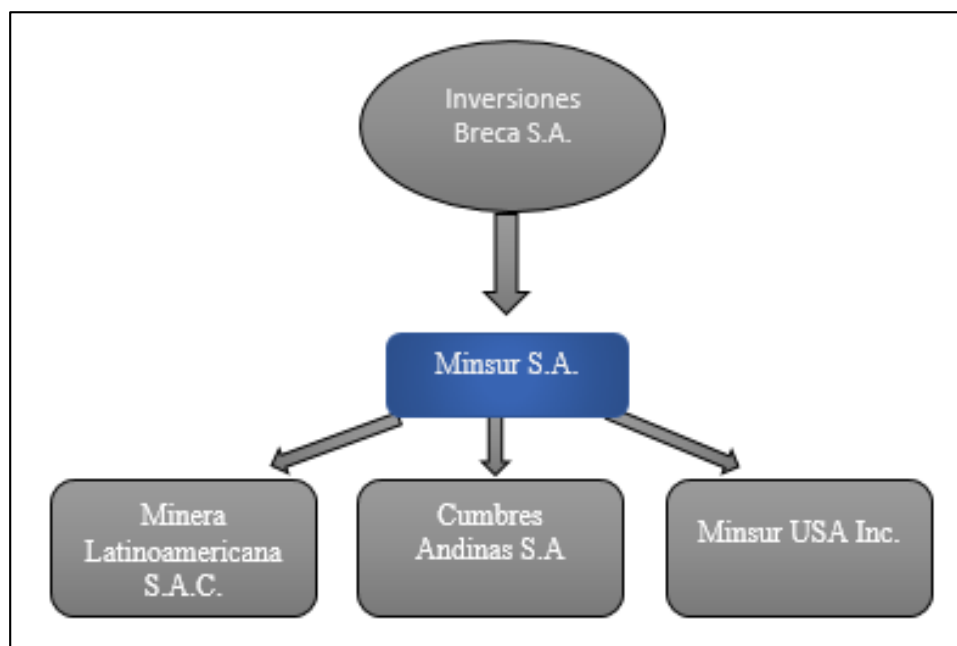 Inversiones
Breca S.A.
Minsur S.A.
Minera
Latinoamericana
S.A.C.
Cumbres
Andinas S.A
Minsur USA Inc.